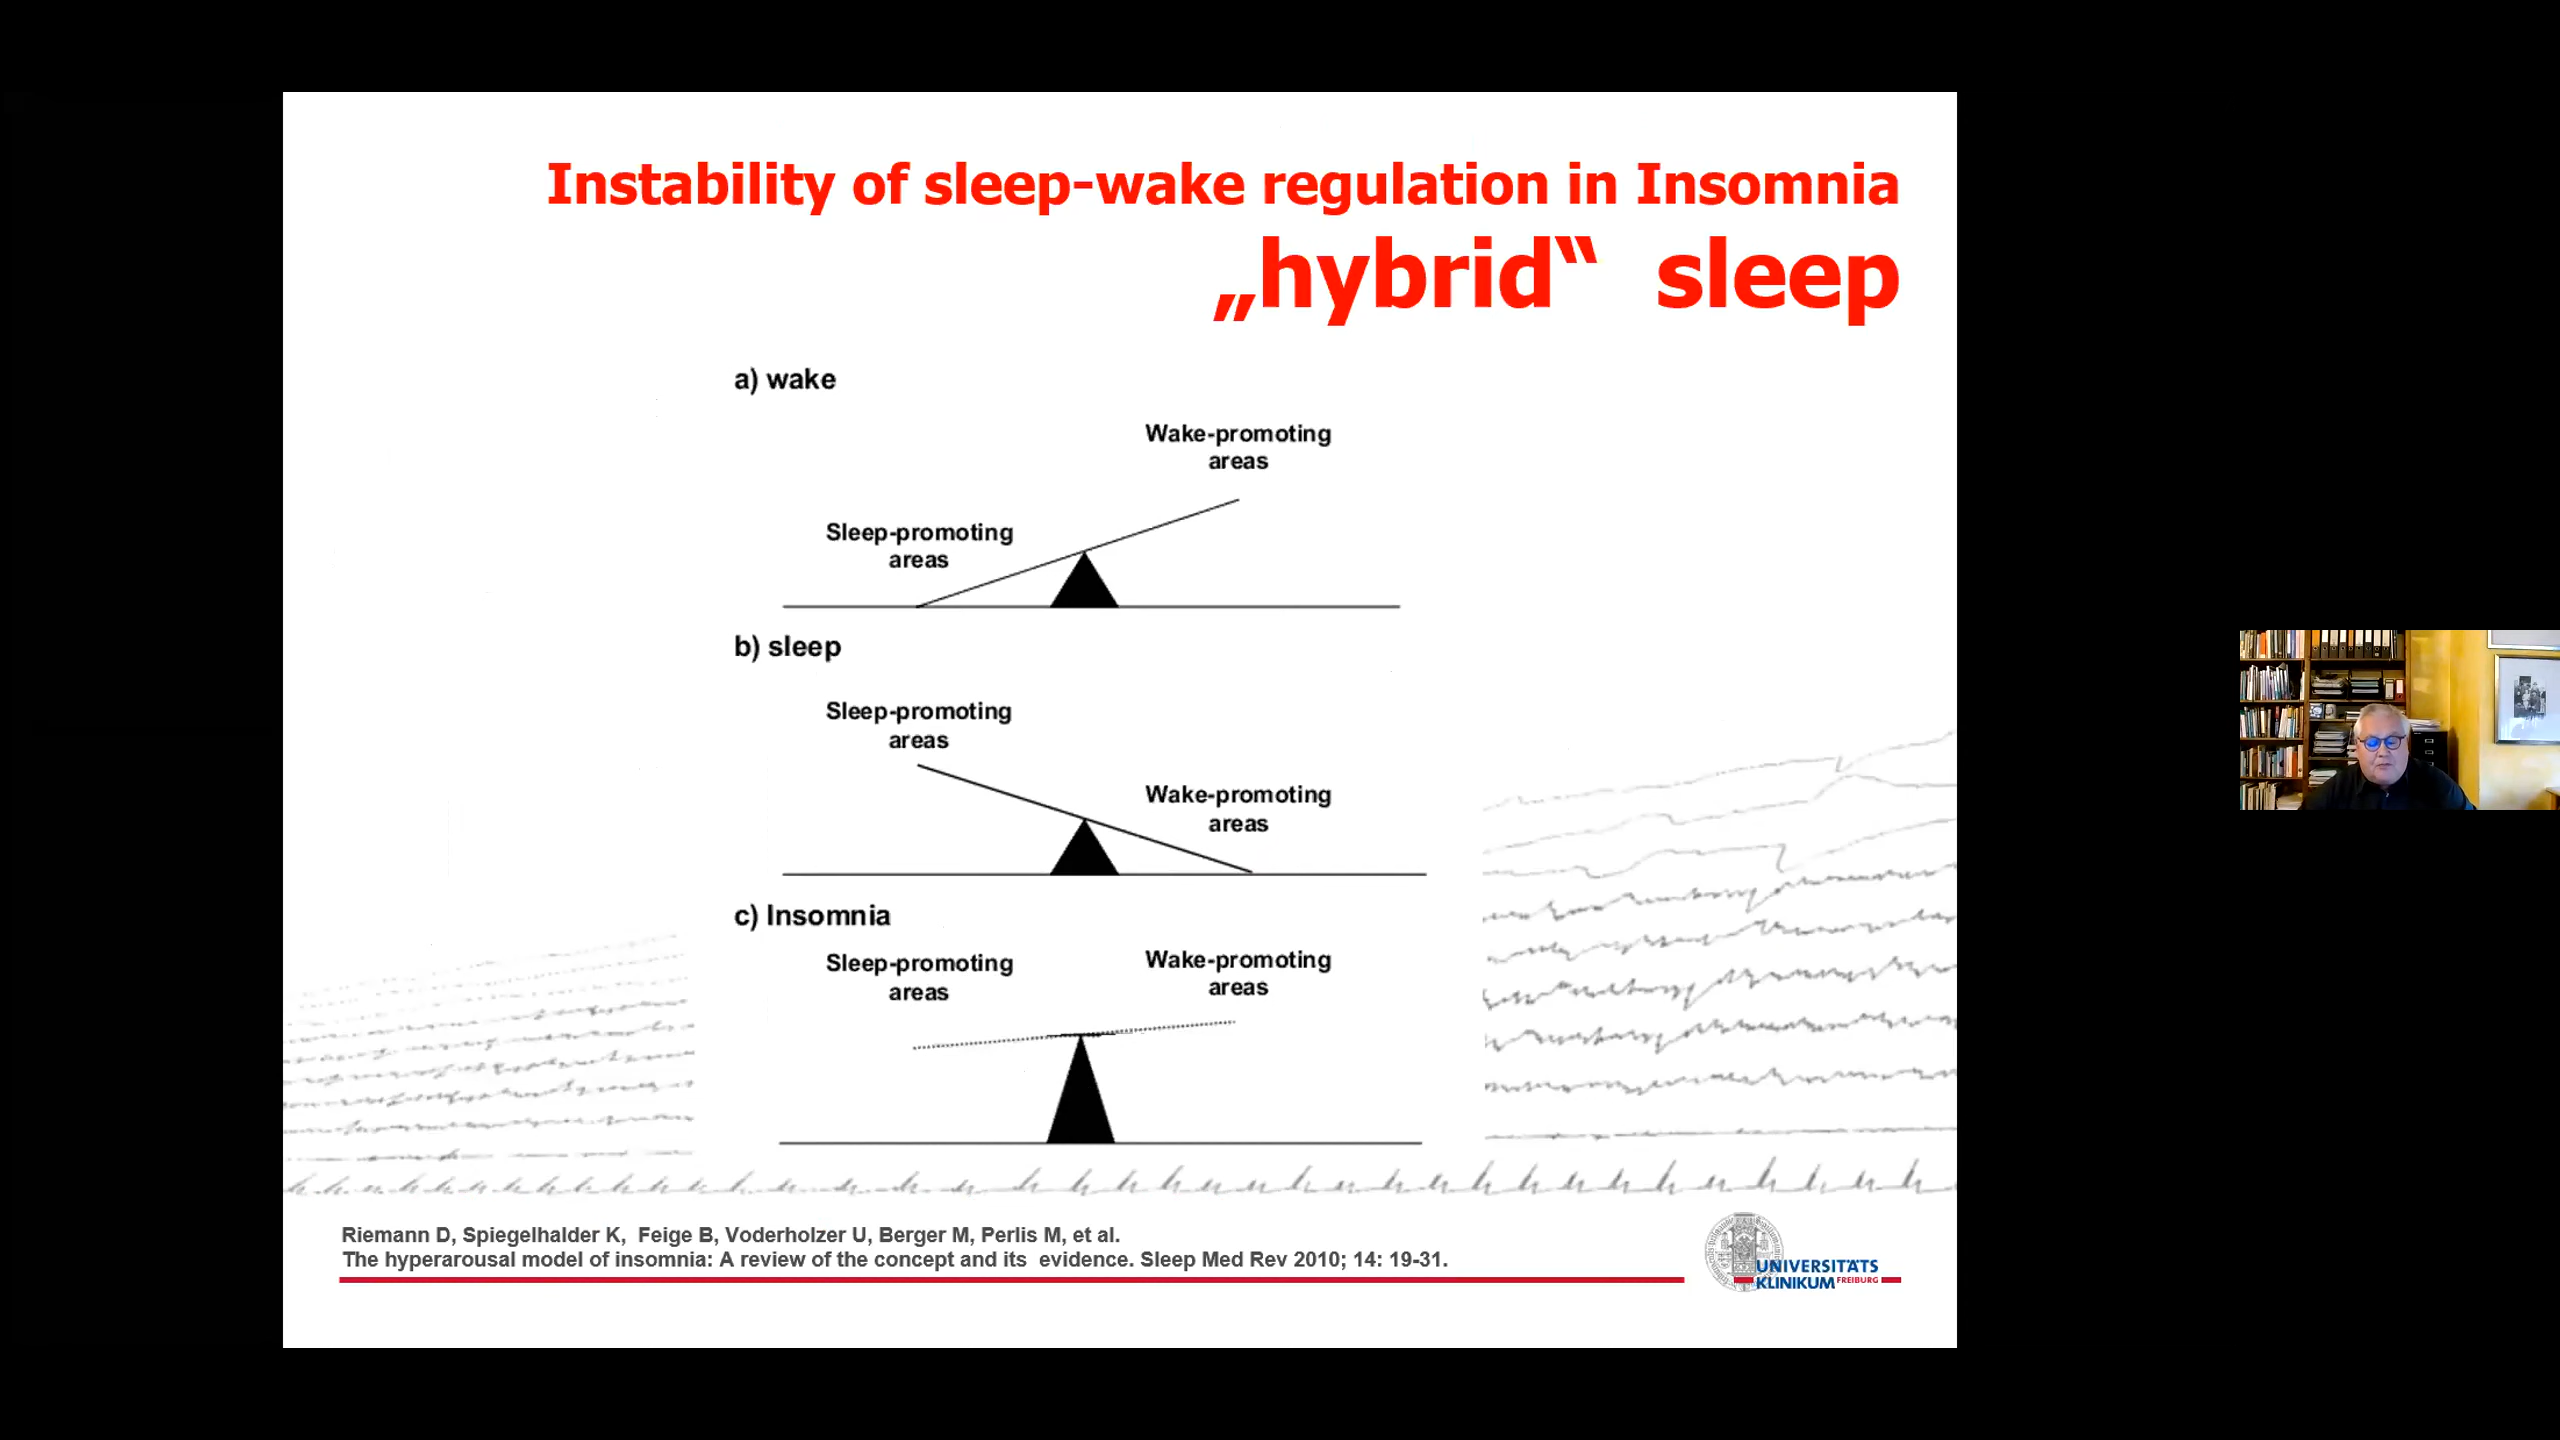 Instability of sleep-wake regulation in Insomnia
„hybrid“ sleep
a) wake
Wake-promoting
areas
Sleep-promoting
areas
b) sleep
Sleep-promoting
areas
Wake-promoting
areas
c) Insomnia
Sleep-promoting
areas
Wake-promoting
areas
Riemann D, Spiegelhalder K, Feige B, Voderholzer U, Berger M, Perlis M, et al.
The hyperarousal model of insomnia: A review of the concept and its evidence. Sleep Med Rev 2010; 14: 19-31.
UNIVERSITÄTS
KLINIKUM FREIBURG